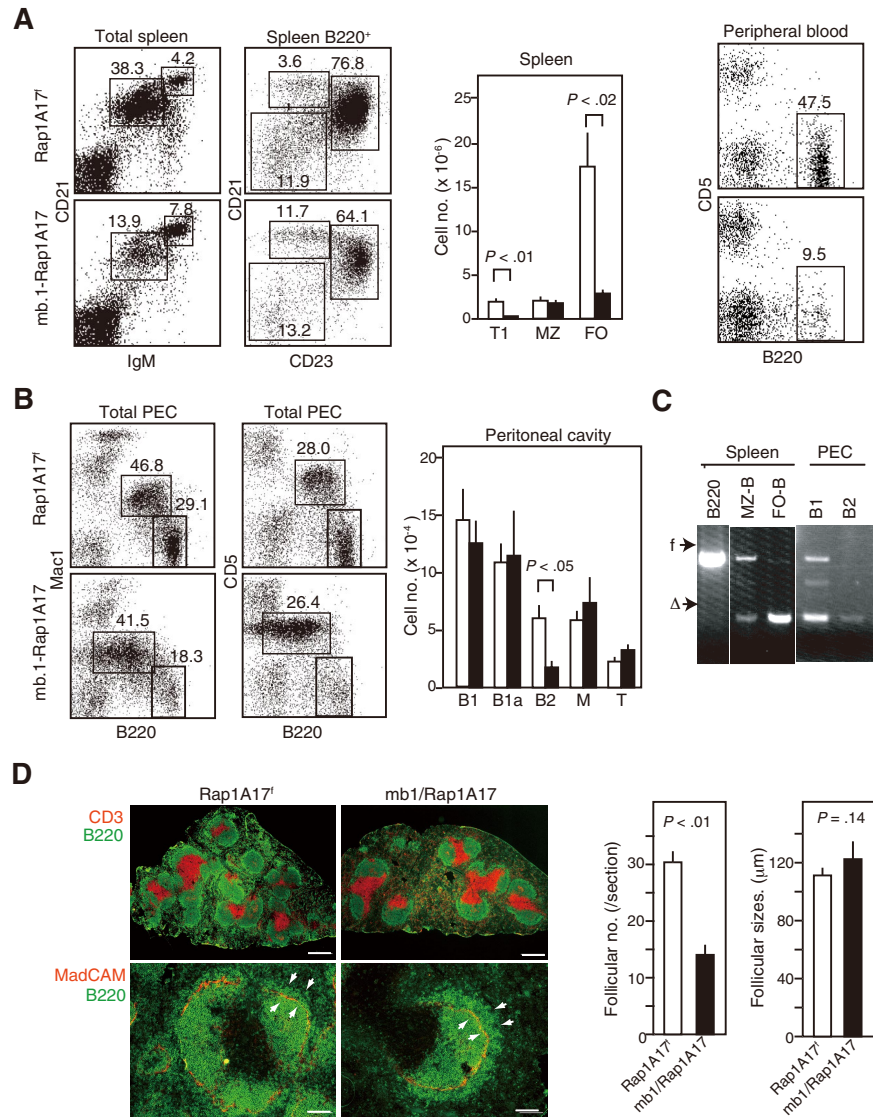 A
Total spleen
Spleen B220+
Spleen
Peripheral blood
Rap1A17f
mb.1-Rap1A17
38.3
4.2
3.6
76.8
11.9
13.9
7.8
11.7
64.1
13.2
CD21
CD21
IgM
CD23
Cell no. (x 10-6)
25
20
15
10
5
0
P < .01
P < .02
T1
MZ
FO
47.5
9.5
CD5
B220
B
Total PEC
Total PEC
Peritoneal cavity
Rap1A17f
mb.1-Rap1A17
46.8
29.1
28.0
41.5
18.3
26.4
Mac1
CD5
B220
B220
Cell no. (x 10-4)
20
15
10
5
0
P < .05
B1
B1a
B2
M
T
C
Spleen
PEC
B220
MZ-B
FO-B
B1
B2
f
Δ
D
Rap1A17f
mb1/Rap1A17
CD3
B220
MadCAM
B220
Follicular no. (/section)
30
20
10
0
P < .01
Rap1A17f
mb1/Rap1A17
Follicular sizes. (μm)
120
80
40
0
P = .14
Rap1A17f
mb1/Rap1A17